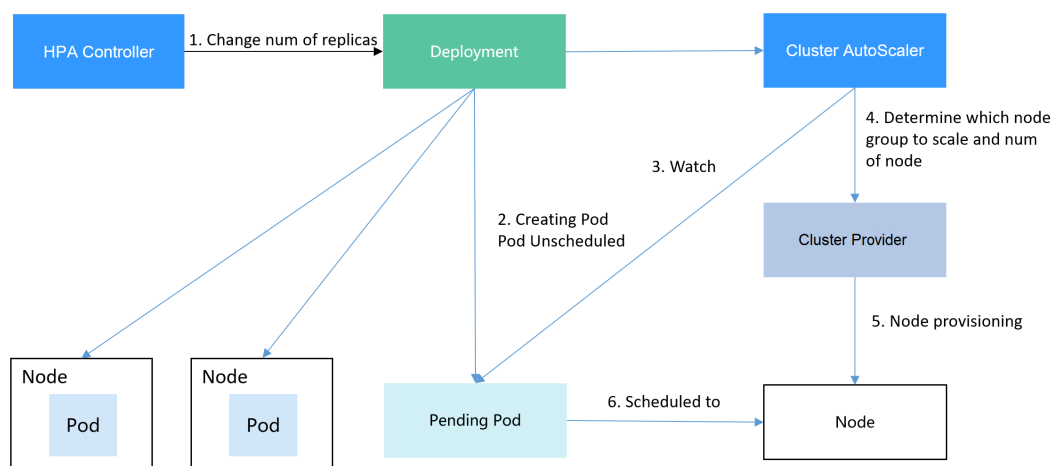 HPA Controller
1. Change num of replicas
Deployment
Cluster AutoScaler
4. Determine which node
group to scale and num
of node
3. Watch
2. Creating Pod
Pod Unscheduled
Cluster Provider
5. Node provisioning
Node
Pod
Node
Pod
Pending Pod
6. Scheduled to
Node